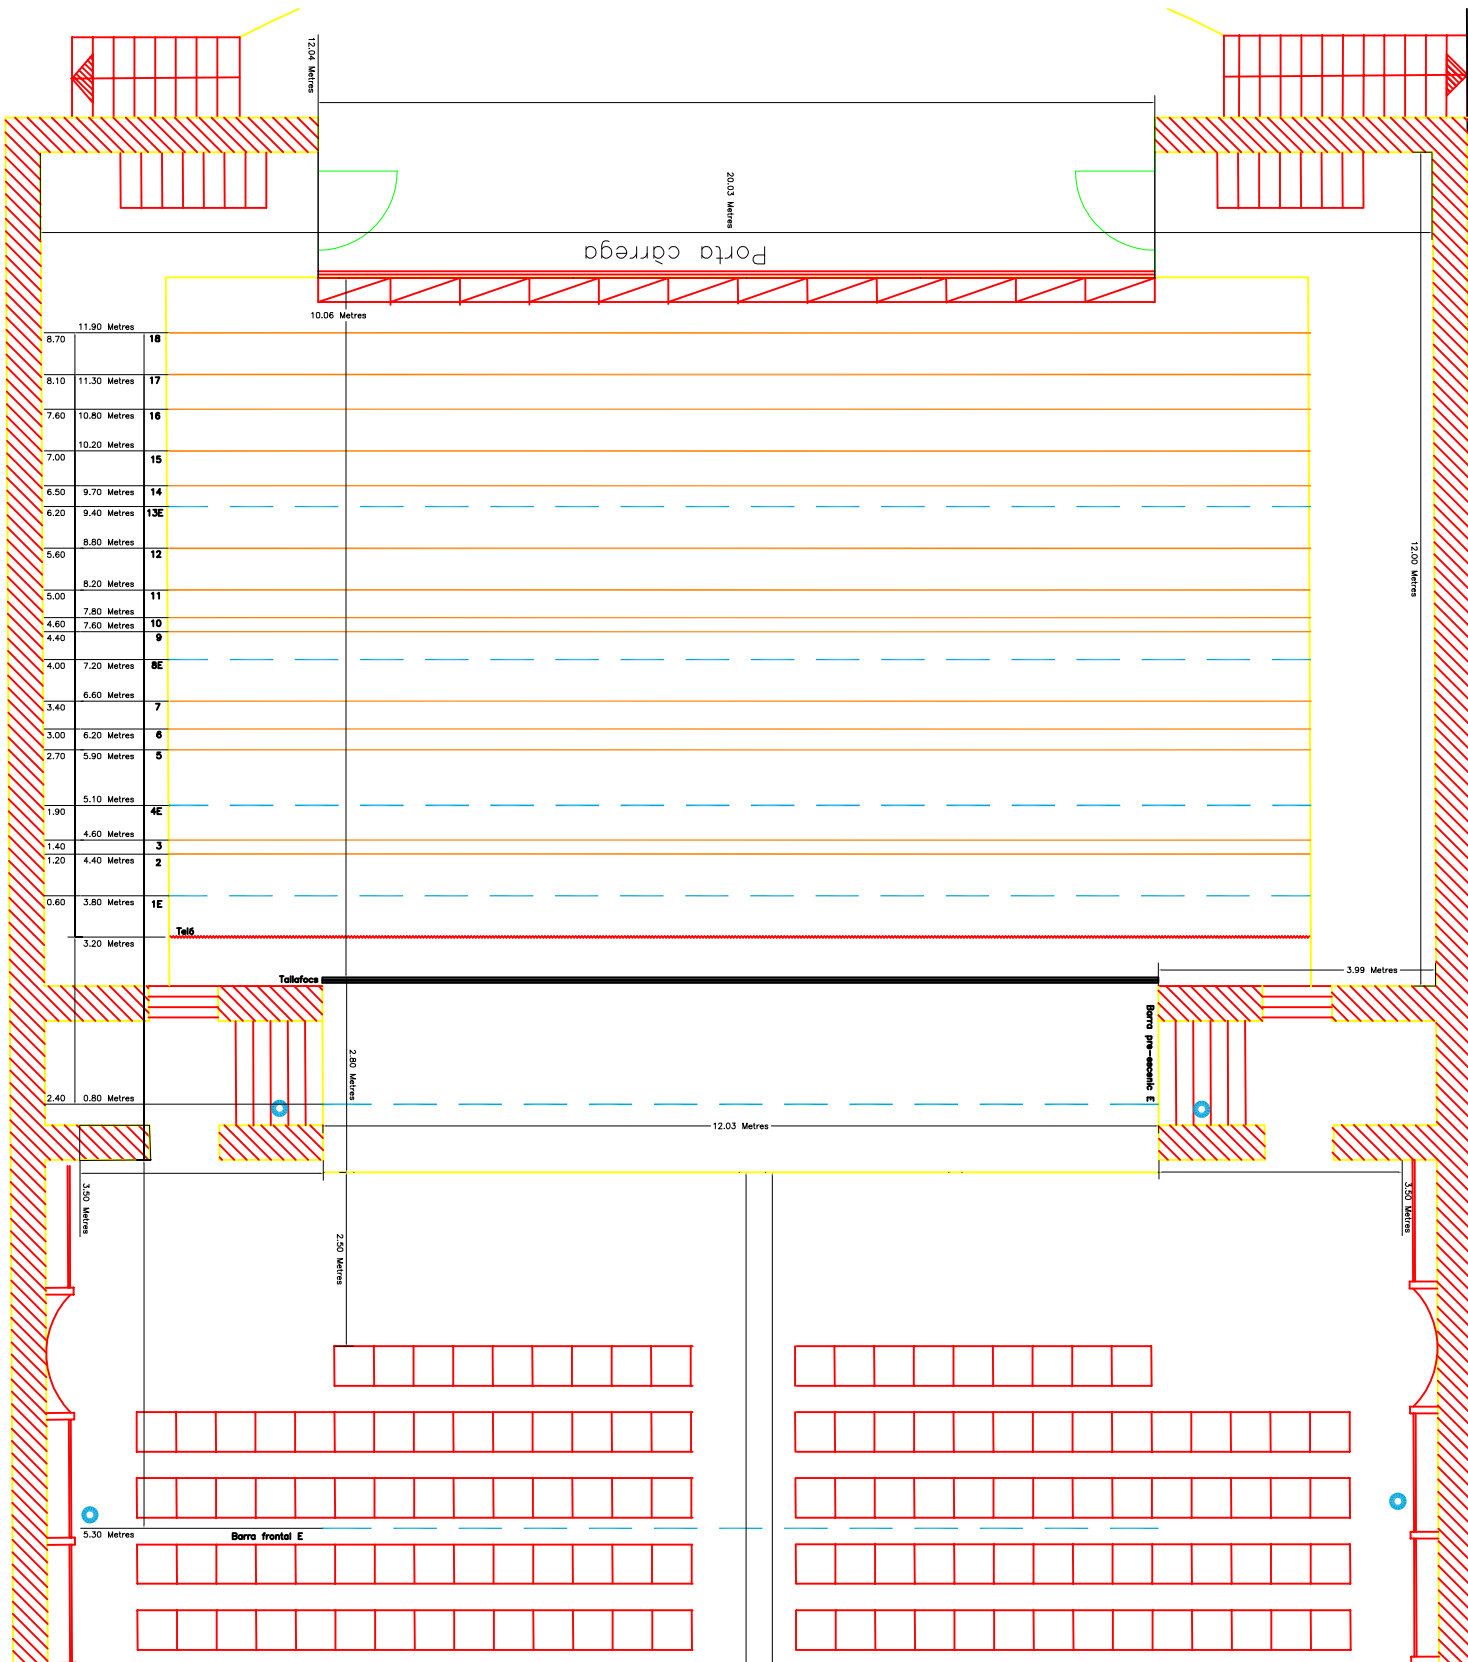 12.04 Metres
20.03 Metres
Porta càrrega
10.06 Metres
11.90 Metres
8.70 18
8.10 11.30 Metres 17
7.60 10.80 Metres 16
10.20 Metres
7.00 15
6.50 9.70 Metres 14
6.20 9.40 Metres 13E
8.80 Metres
5.60 12
12.00 Metres
8.20 Metres
5.00 11
7.80 Metres
4.60 7.60 Metres 10
4.40 9
4.00 7.20 Metres 8E
6.60 Metres
3.40 7
3.00 6.20 Metres 6
2.70 5.90 Metres 5
5.10 Metres
1.90 4E
4.60 Metres
1.40 3
1.20 4.40 Metres 2
0.60 3.80 Metres 1E
Teló
3.20 Metres
Tallafocs
3.99 Metres
Barra pre-escenic E
2.80 Metres
2.40 0.80 Metres
12.03 Metres
3.50 Metres
3.50 Metres
2.50 Metres
5.30 Metres
Barra frontal E